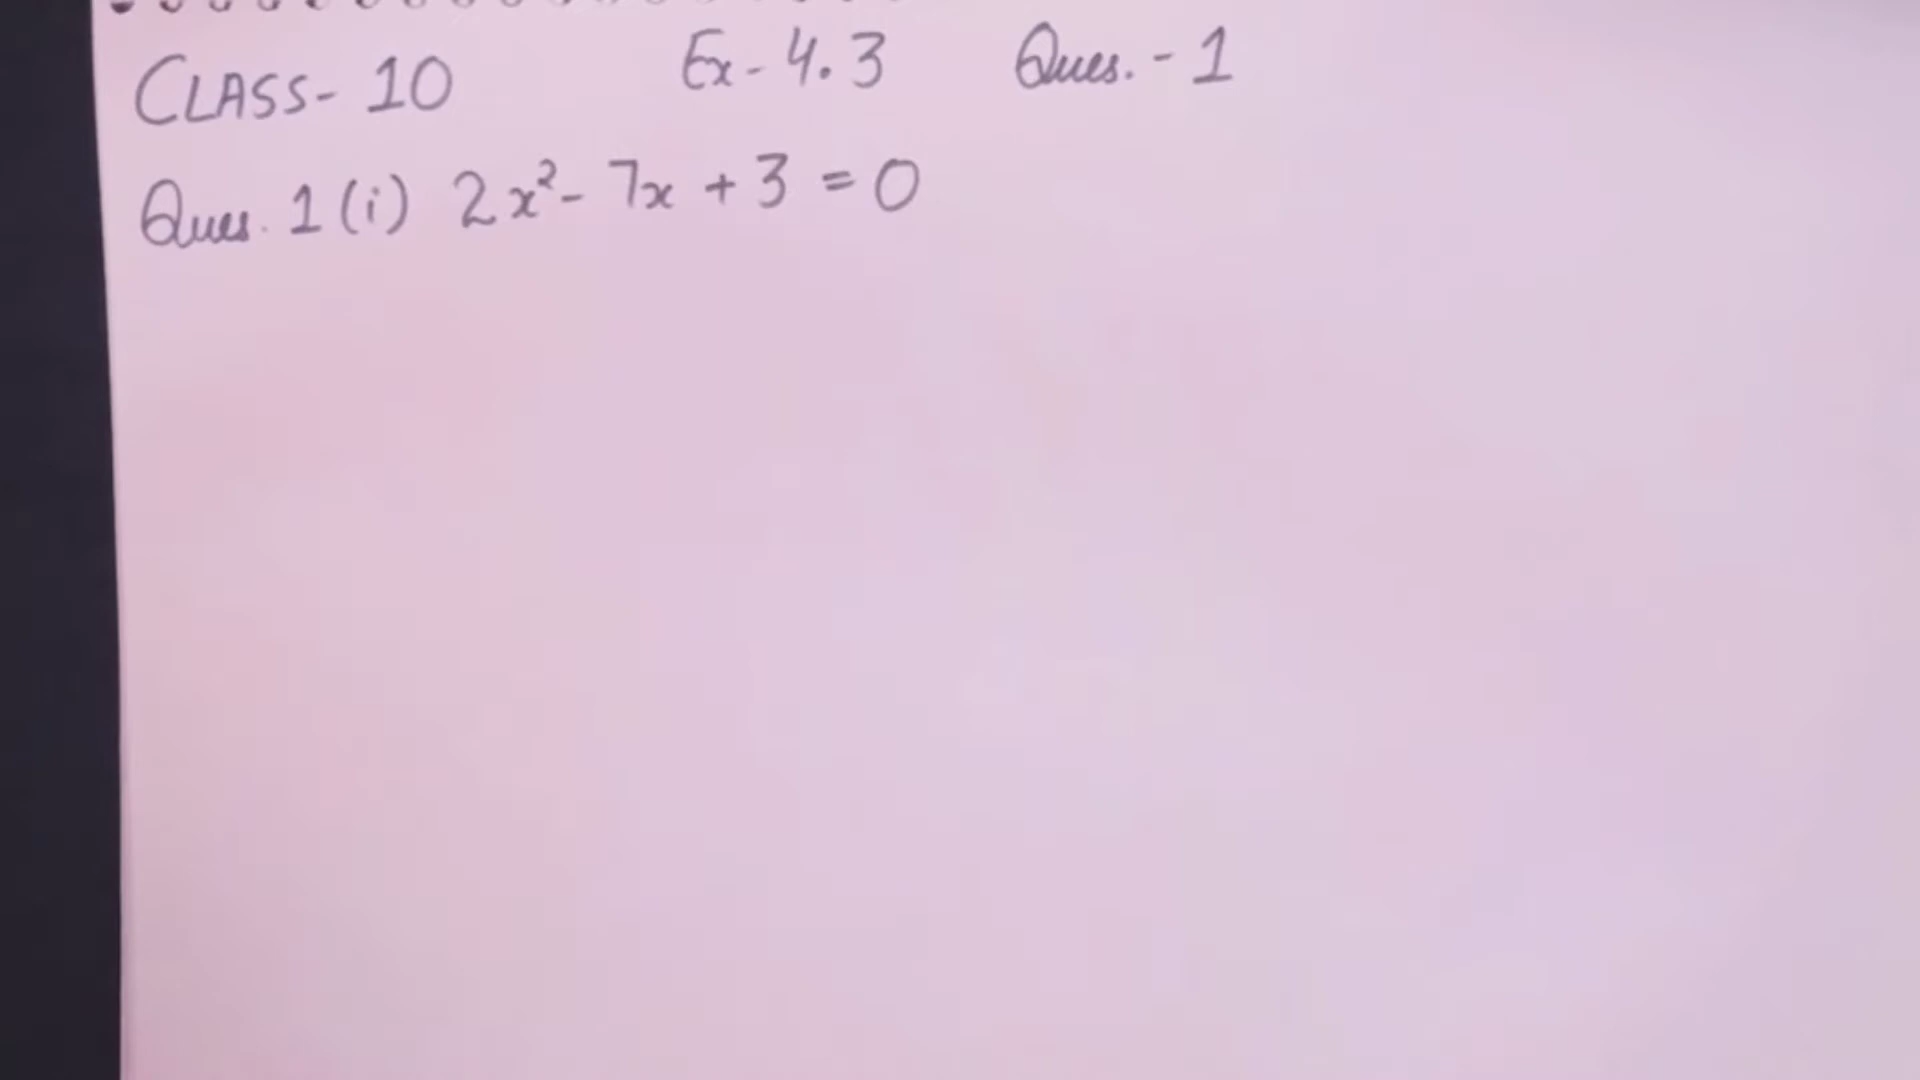 CLASS- 10 Ex- 4.3 Ques. - 1
Ques. 1 (i) 2x² - 7x + 3 = 0